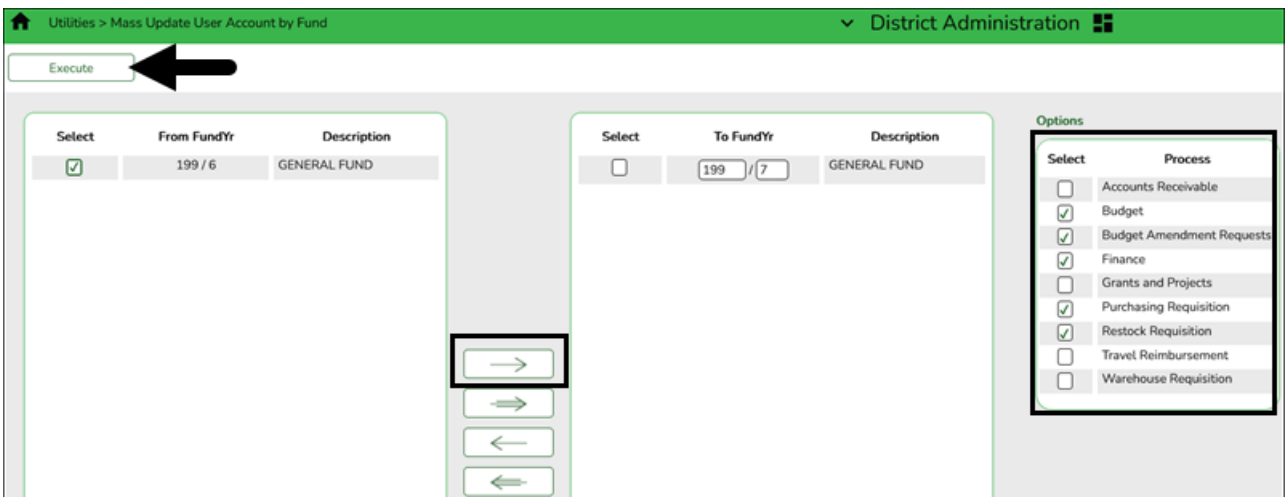 Utilities > Mass Update User Account by Fund
District Administration
Execute
Select From FundYr Description
199 / 6 GENERAL FUND
Select To FundYr Description
199 / 7 GENERAL FUND
Options
Select Process
Accounts Receivable
Budget
Budget Amendment Requests
Finance
Grants and Projects
Purchasing Requisition
Restock Requisition
Travel Reimbursement
Warehouse Requisition